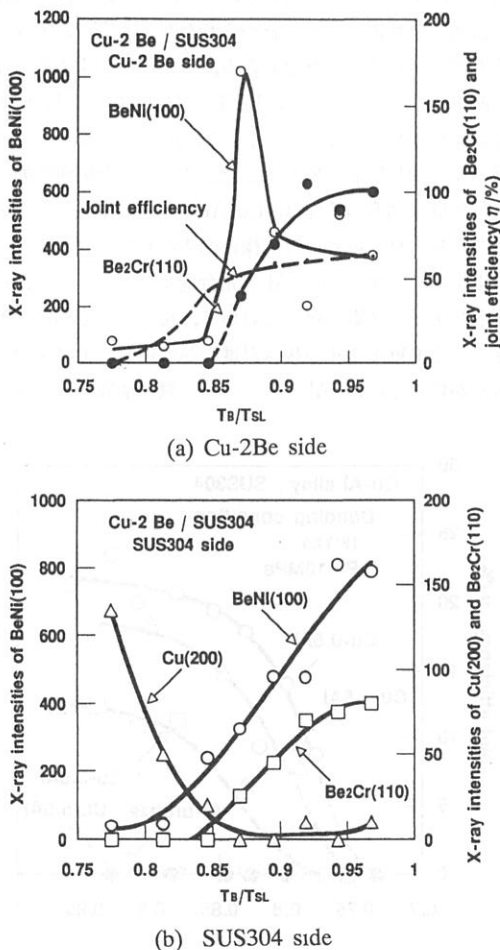 Cu-2 Be / SUS304
Cu-2 Be side
BeNi(100)
Joint efficiency
Be2Cr(110)
X-ray intensities of BeNi(100)
1200
1000
800
600
400
200
0
X-ray intensities of Be2Cr(110) and
joint efficiency(η/%)
200
150
100
50
0
0.75 0.8 0.85 0.9 0.95 1
TB/TSL
(a) Cu-2Be side
Cu-2 Be / SUS304
SUS304 side
BeNi(100)
Cu(200)
Be2Cr(110)
X-ray intensities of BeNi(100)
1000
800
600
400
200
0
X-ray intensities of Cu(200) and Be2Cr(110)
200
150
100
50
0
0.75 0.8 0.85 0.9 0.95 1
TB/TSL
(b) SUS304 side